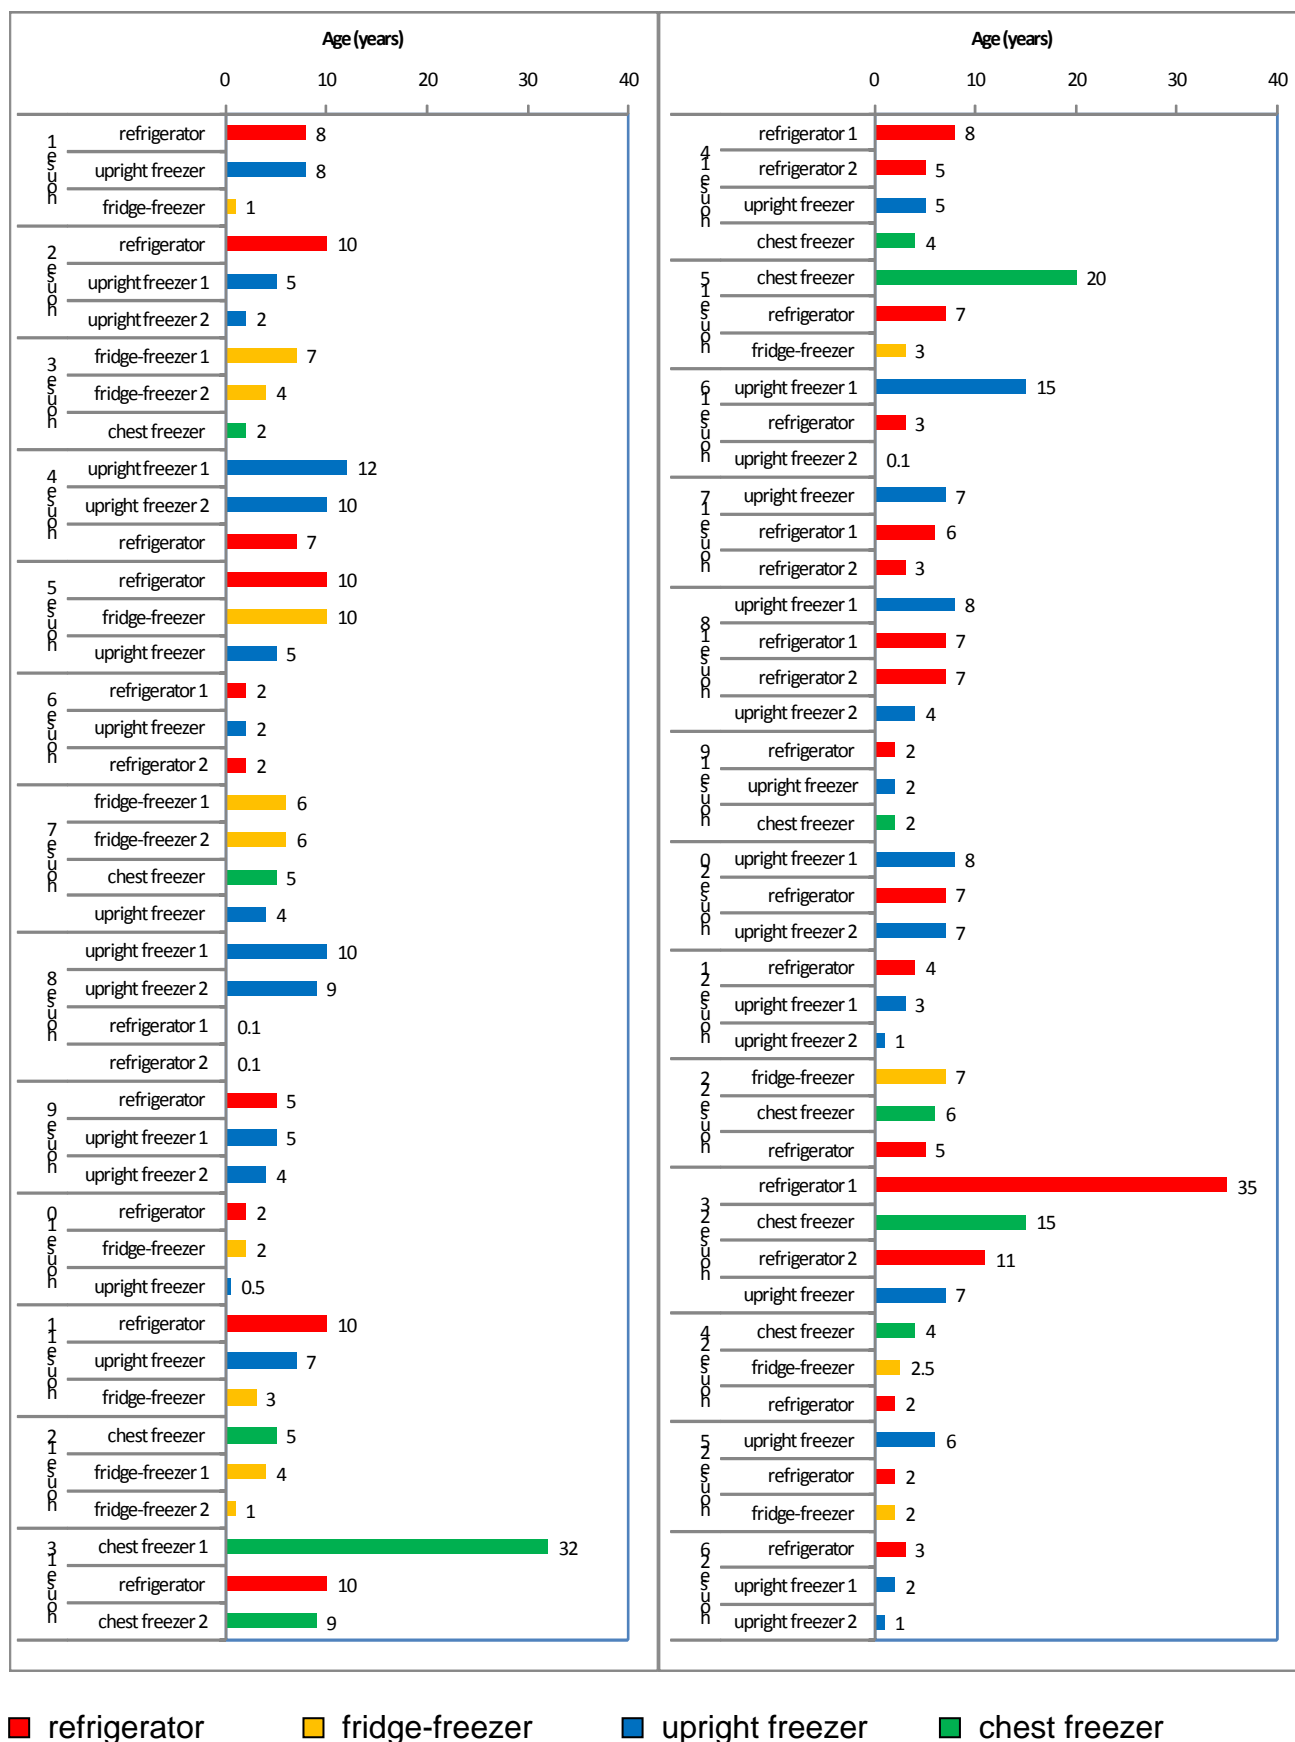 Age (years)
0 10 20 30 40
house 1
refrigerator 8
upright freezer 8
fridge-freezer 1
house 2
refrigerator 10
upright freezer 1 5
upright freezer 2 2
house 3
fridge-freezer 1 7
fridge-freezer 2 4
chest freezer 2
house 4
upright freezer 1 12
upright freezer 2 10
refrigerator 7
house 5
refrigerator 10
fridge-freezer 10
upright freezer 5
house 6
refrigerator 1 2
upright freezer 2
refrigerator 2 2
house 7
fridge-freezer 1 6
fridge-freezer 2 6
chest freezer 5
upright freezer 4
house 8
upright freezer 1 10
upright freezer 2 9
refrigerator 1 0.1
refrigerator 2 0.1
house 9
refrigerator 5
upright freezer 1 5
upright freezer 2 4
house 10
refrigerator 2
fridge-freezer 2
upright freezer 0.5
house 11
refrigerator 10
upright freezer 7
fridge-freezer 3
house 12
chest freezer 5
fridge-freezer 1 4
fridge-freezer 2 1
house 13
chest freezer 1 32
refrigerator 10
chest freezer 2 9
Age (years)
0 10 20 30 40
house 14
refrigerator 1 8
refrigerator 2 5
upright freezer 5
chest freezer 4
house 15
chest freezer 20
refrigerator 7
fridge-freezer 3
house 16
upright freezer 1 15
refrigerator 3
upright freezer 2 0.1
house 17
upright freezer 7
refrigerator 1 6
refrigerator 2 3
house 18
upright freezer 1 8
refrigerator 1 7
refrigerator 2 7
upright freezer 2 4
house 19
refrigerator 2
upright freezer 2
chest freezer 2
house 20
upright freezer 1 8
refrigerator 7
upright freezer 2 7
house 21
refrigerator 4
upright freezer 1 3
upright freezer 2 1
house 22
fridge-freezer 7
chest freezer 6
refrigerator 5
house 23
refrigerator 1 35
chest freezer 15
refrigerator 2 11
upright freezer 7
house 24
chest freezer 4
fridge-freezer 2.5
refrigerator 2
house 25
upright freezer 6
refrigerator 2
fridge-freezer 2
house 26
refrigerator 3
upright freezer 1 2
upright freezer 2 1
refrigerator fridge-freezer upright freezer chest freezer